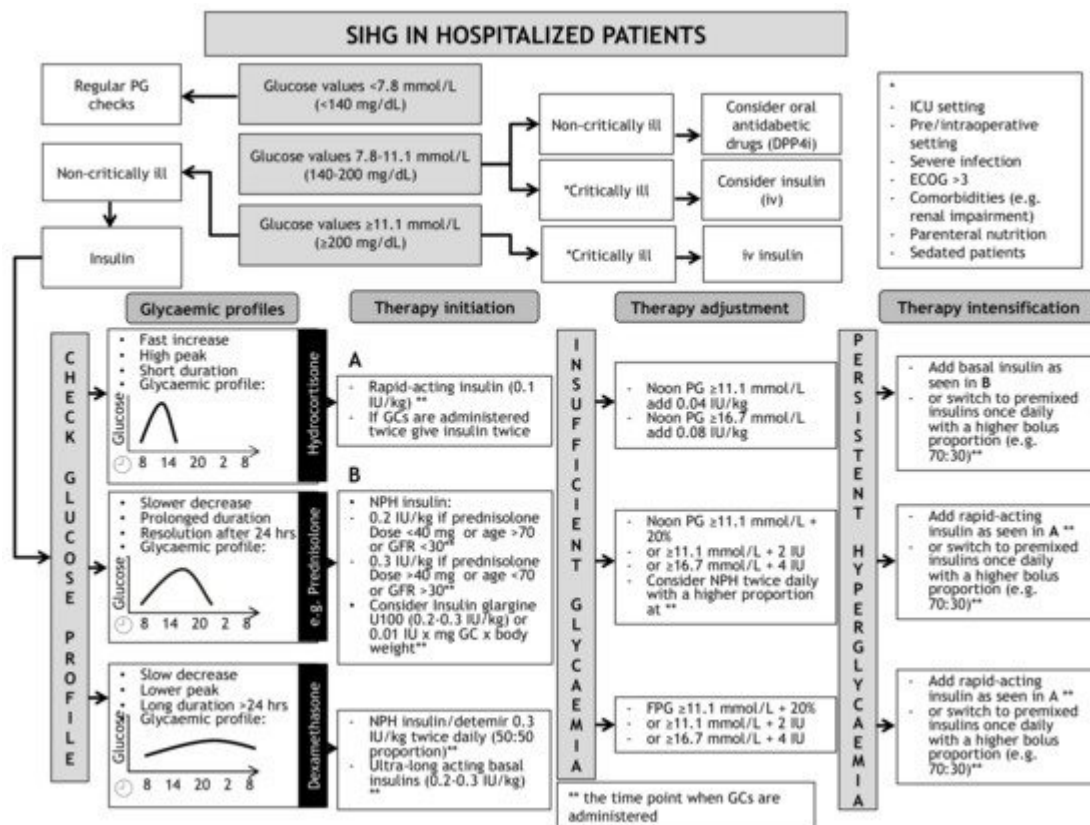 SIHG IN HOSPITALIZED PATIENTS
Regular PG
checks
Glucose values <7.8 mmol/L
(<140 mg/dL)
Non-critically ill
Glucose values 7.8-11.1 mmol/L
(140-200 mg/dL)
Glucose values ≥11.1 mmol/L
(≥200 mg/dL)
Insulin
Non-critically ill
Consider oral
antidabetic
drugs (DPP4i)
*Critically ill
Consider insulin
(iv)
*Critically ill
iv insulin
*
- ICU setting
- Pre/intraoperative
setting
- Severe infection
- ECOG >3
- Comorbidities (e.g.
renal impairment)
- Parenteral nutrition
- Sedated patients
Glycaemic profiles
Therapy initiation
Therapy adjustment
Therapy intensification
CHECK GLUCOSE PROFILE
• Fast increase
• High peak
• Short duration
Glycaemic profile:
Glucose
8 14 20 2 8
Hydrocortisone
A
- Rapid-acting insulin (0.1
IU/kg) **
- If GCs are administered
twice give insulin twice
INSUFFICIENT GLYCAEMIA
- Noon PG ≥11.1 mmol/L
add 0.04 IU/kg
- Noon PG ≥16.7 mmol/L
add 0.08 IU/kg
PERSISTENT HYPERGLYCAEMIA
- Add basal insulin as
seen in B
- or switch to premixed
insulins once daily
with a higher bolus
proportion (e.g.
70:30)**
• Slower decrease
• Prolonged duration
• Resolution after 24 hrs
• Glycaemic profile:
Glucose
8 14 20 2 8
e.g. Prednisolone
B
• NPH insulin:
- 0.2 IU/kg if prednisolone
Dose <40 mg or age >70
or GFR <30**
- 0.3 IU/kg if prednisolone
Dose >40 mg or age <70
or GFR >30**
• Consider Insulin glargine
U100 (0.2-0.3 IU/kg) or
0.01 IU x mg GC x body
weight**
- Noon PG ≥11.1 mmol/L +
20%
- or ≥11.1 mmol/L + 2 IU
- or ≥16.7 mmol/L + 4 IU
- Consider NPH twice daily
with a higher proportion
at **
- Add rapid-acting
insulin as seen in A **
- or switch to premixed
insulins once daily
with a higher bolus
proportion (e.g.
70:30)**
• Slow decrease
• Lower peak
• Long duration >24 hrs
• Glycaemic profile:
Glucose
8 14 20 2 8
Dexamethasone
- NPH insulin/detemir 0.3
IU/kg twice daily (50:50
proportion)**
- Ultra-long acting basal
insulins (0.2-0.3 IU/kg)
**
- FPG ≥11.1 mmol/L + 20%
- or ≥11.1 mmol/L + 2 IU
- or ≥16.7 mmol/L + 4 IU
- Add rapid-acting
insulin as seen in A **
- or switch to premixed
insulins once daily
with a higher bolus
proportion (e.g.
70:30)**
** the time point when GCs are
administered